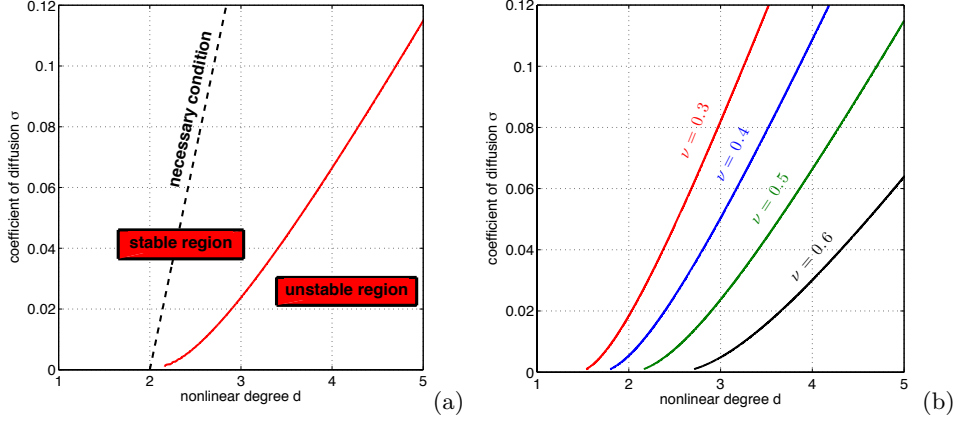 0.12
0.1
0.08
0.06
0.04
0.02
0
coefficient of diffusion σ
necessary condition
stable region
unstable region
1 2 3 4 5
nonlinear degree d
(a)
0.12
0.1
0.08
0.06
0.04
0.02
0
coefficient of diffusion σ
ν = 0.3
ν = 0.4
ν = 0.5
ν = 0.6
1 2 3 4 5
nonlinear degree d
(b)